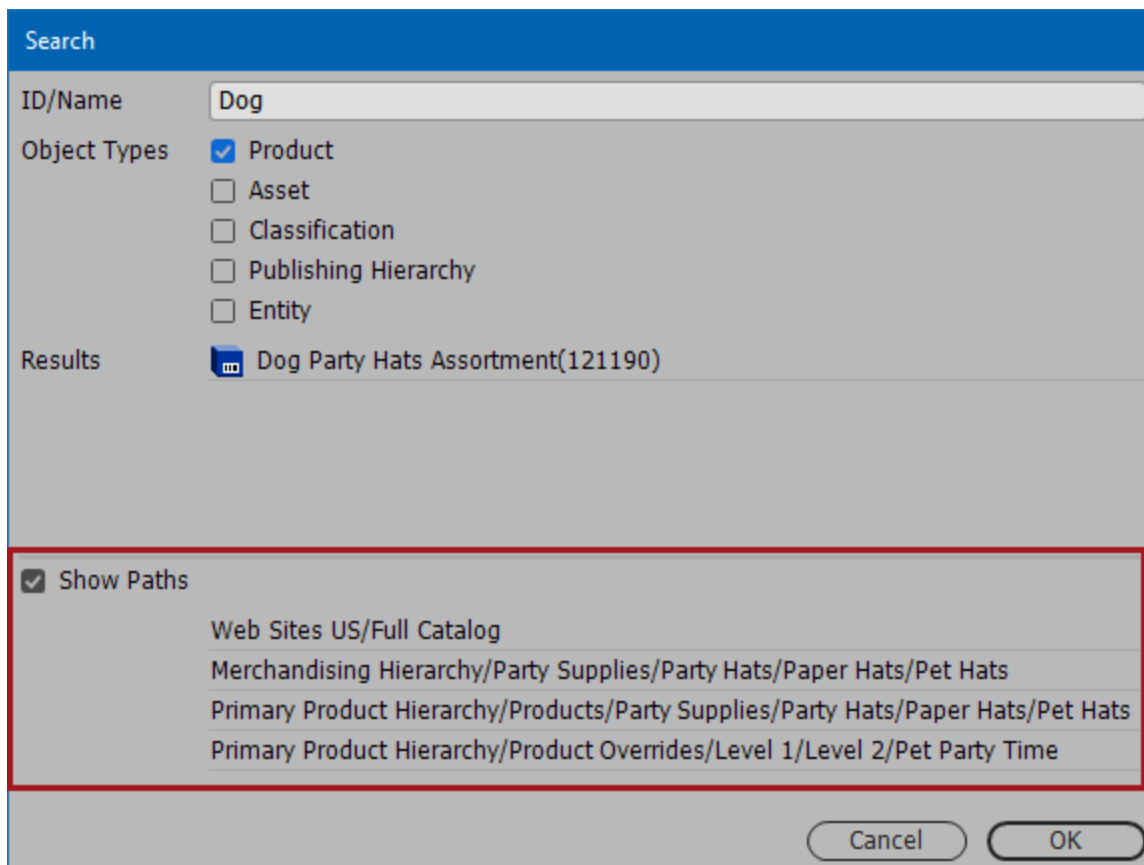 Search
ID/Name Dog
Object Types Product
Asset
Classification
Publishing Hierarchy
Entity
Results Dog Party Hats Assortment(121190)
Show Paths
Web Sites US/Full Catalog
Merchandising Hierarchy/Party Supplies/Party Hats/Paper Hats/Pet Hats
Primary Product Hierarchy/Products/Party Supplies/Party Hats/Paper Hats/Pet Hats
Primary Product Hierarchy/Product Overrides/Level 1/Level 2/Pet Party Time
Cancel OK